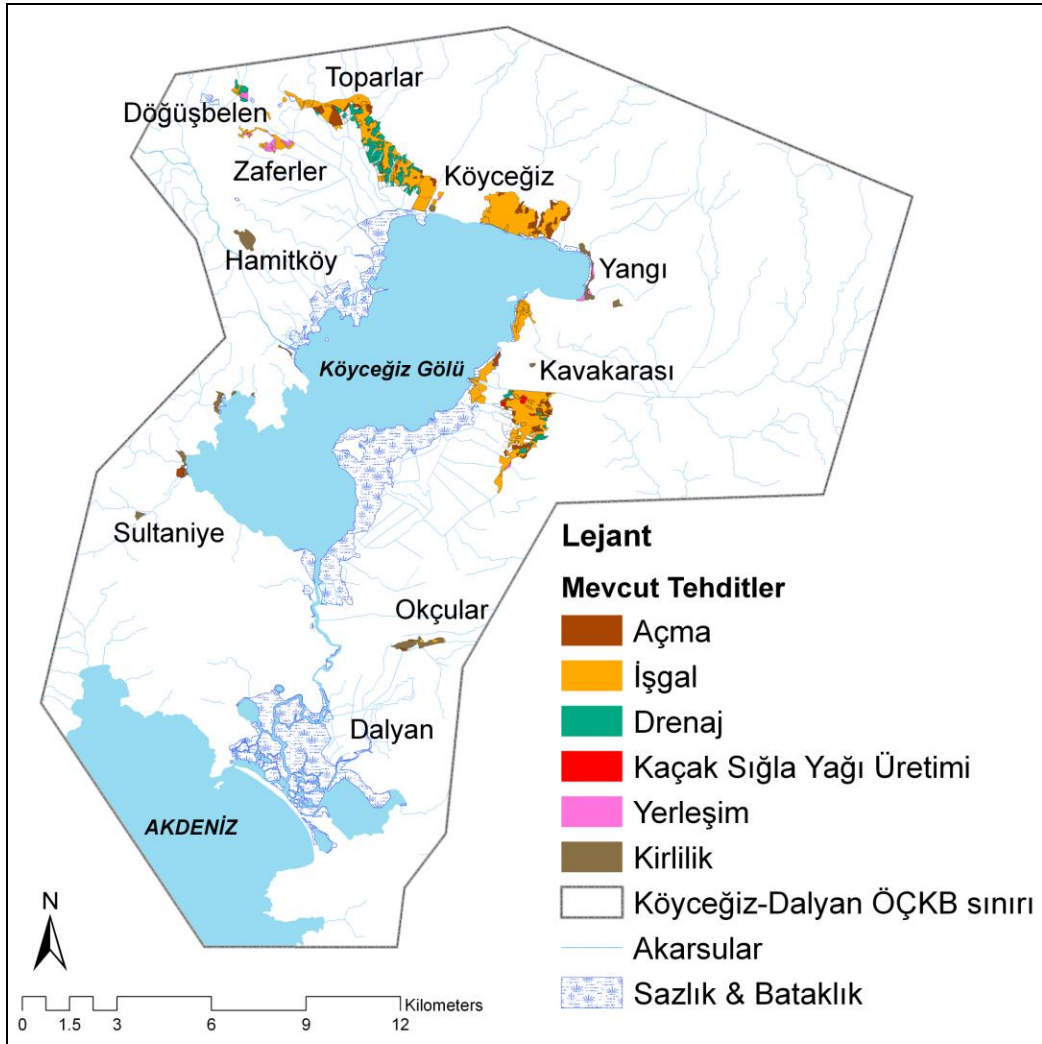 Toparlar
Döğüşbelen
Zaferler
Köyceğiz
Hamitköy
Yangı
Köyceğiz Gölü
Kavakarası
Sultaniye
Okçular
Dalyan
AKDENİZ
Lejant
Mevcut Tehditler
Açma
İşgal
Drenaj
Kaçak Sığla Yağı Üretimi
Yerleşim
Kirlilik
Köyceğiz-Dalyan ÖÇKB sınırı
Akarsular
Sazlık & Bataklık
N
Kilometers
0 1.5 3 6 9 12